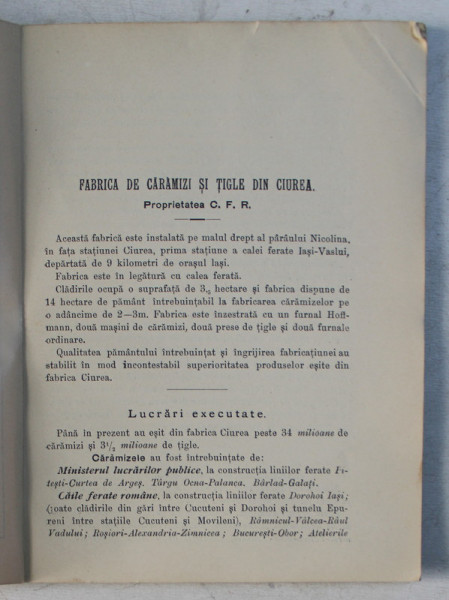 FABRICA DE CĂRĂMIZI ȘI ȚIGLE DIN CIUREA.
Proprietatea C. F. R.
Această fabrică este instalată pe malul drept al părăului Nicolina,
în fața stațiunei Ciurea, prima stațiune a calei ferate Iași-Vaslui,
depărtată de 9 kilometri de orașul Iași.
Fabrica este în legătură cu calea ferată.
Clădirile ocupă o suprafață de hectare și fabrica dispune de
14 hectare de pământ întrebuințabil la fabricarea cărămizelor pe
o adâncime de 2—3m. Fabrica este înzestrată cu un furnal Hoff-
mann, două mașini de cărămizi, două prese de țigle și două furnale
ordinare.
Qualitatea pământului întrebuințat și îngrijirea fabricațiunei au
stabilit în mod incontestabil superioritatea produselor eșite din
fabrica Ciurea.
Lucrări executate.
Până în prezent au eșit din fabrica Ciurea peste 34 milioane de
cărămizi și 3½ milioane de țigle.
Cărămizele au fost întrebuințate de:
Ministerul lucrărilor publice, la construcția liniilor ferate Pi-
tești-Curtea de Argeș. Târgu Ocna-Palanca. Bârlad-Galați.
Căile ferate române, la construcția liniilor ferate Dorohoi Iași;
(toate clădirile din gări între Cucuteni și Dorohoi și tunelu Epu-
reni între stațiile Cucuteni și Movileni), Râmnicul-Vâlcea-Râul
Vadului; Roșiori-Alexandria-Zimnicea; București-Obor; Atelierile